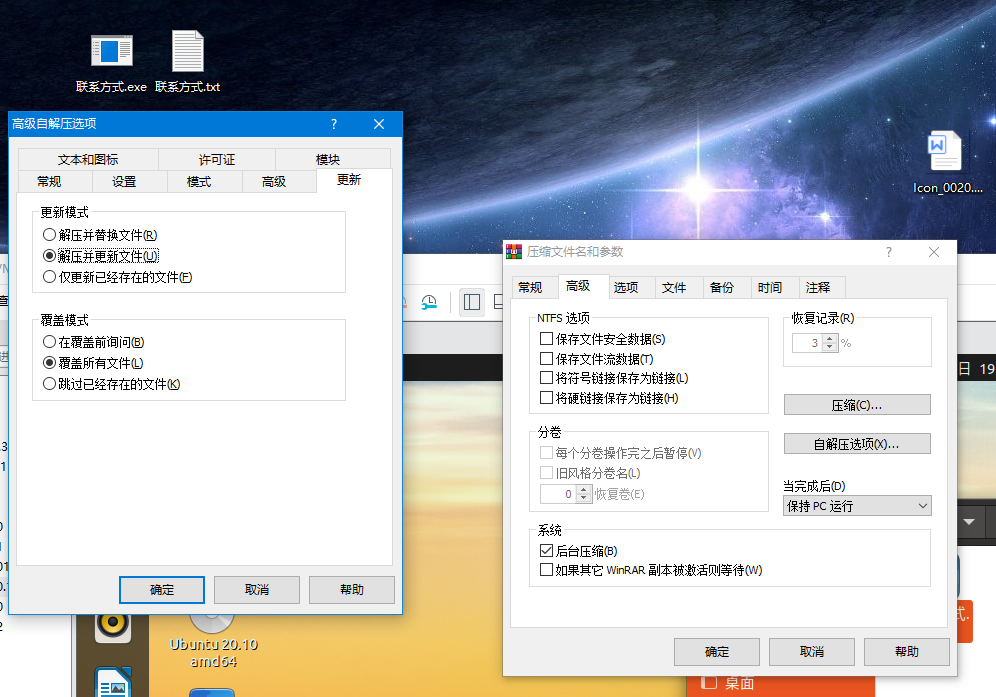 联系方式.exe
联系方式.txt
Icon_0020....
高级自解压选项
?
文本和图标
许可证
模块
常规
设置
模式
高级
更新
更新模式
解压并替换文件(R)
解压并更新文件(U)
仅更新已经存在的文件(F)
覆盖模式
在覆盖前询问(B)
覆盖所有文件(L)
跳过已经存在的文件(K)
确定
取消
帮助
压缩文件名和参数
?
常规
高级
选项
文件
备份
时间
注释
NTFS 选项
保存文件安全数据(S)
保存文件流数据(T)
将符号链接保存为链接(L)
将硬链接保存为链接(H)
恢复记录(R)
3
%
压缩(C)...
自解压选项(X)...
分卷
每个分卷操作完之后暂停(V)
旧风格分卷名(L)
0
恢复卷(E)
当完成后(D)
保持 PC 运行
系统
后台压缩(B)
如果其它 WinRAR 副本被激活则等待(W)
确定
取消
帮助
日 19
式.
Ubuntu 20.10
amd64
桌面